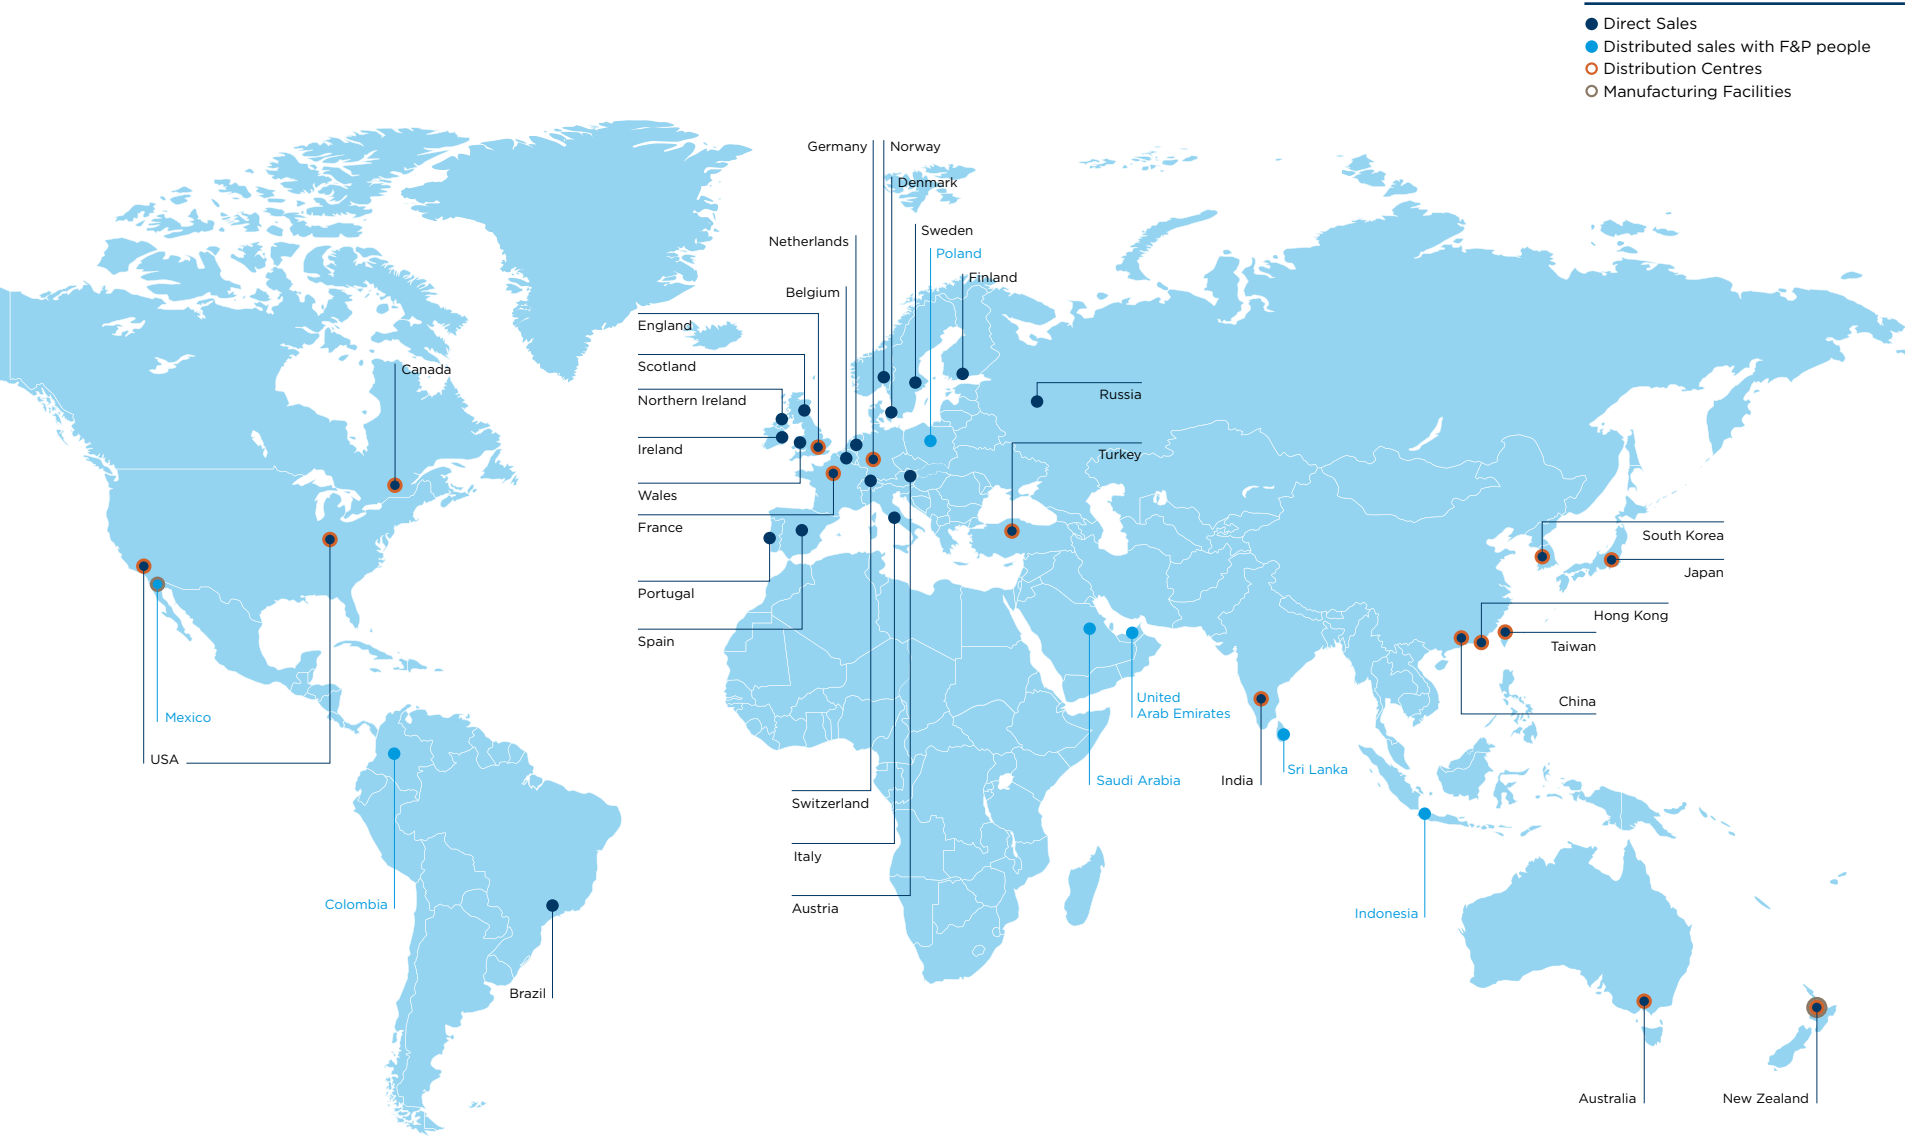 Direct Sales
Distributed sales with F&P people
Distribution Centres
Manufacturing Facilities
Germany
Norway
Denmark
Sweden
Netherlands
Poland
Finland
Belgium
England
Scotland
Canada
Northern Ireland
Russia
Ireland
Turkey
Wales
France
South Korea
Japan
Portugal
Hong Kong
Spain
Taiwan
United
Arab Emirates
China
Mexico
USA
Sri Lanka
Saudi Arabia
India
Switzerland
Italy
Colombia
Austria
Indonesia
Brazil
Australia
New Zealand